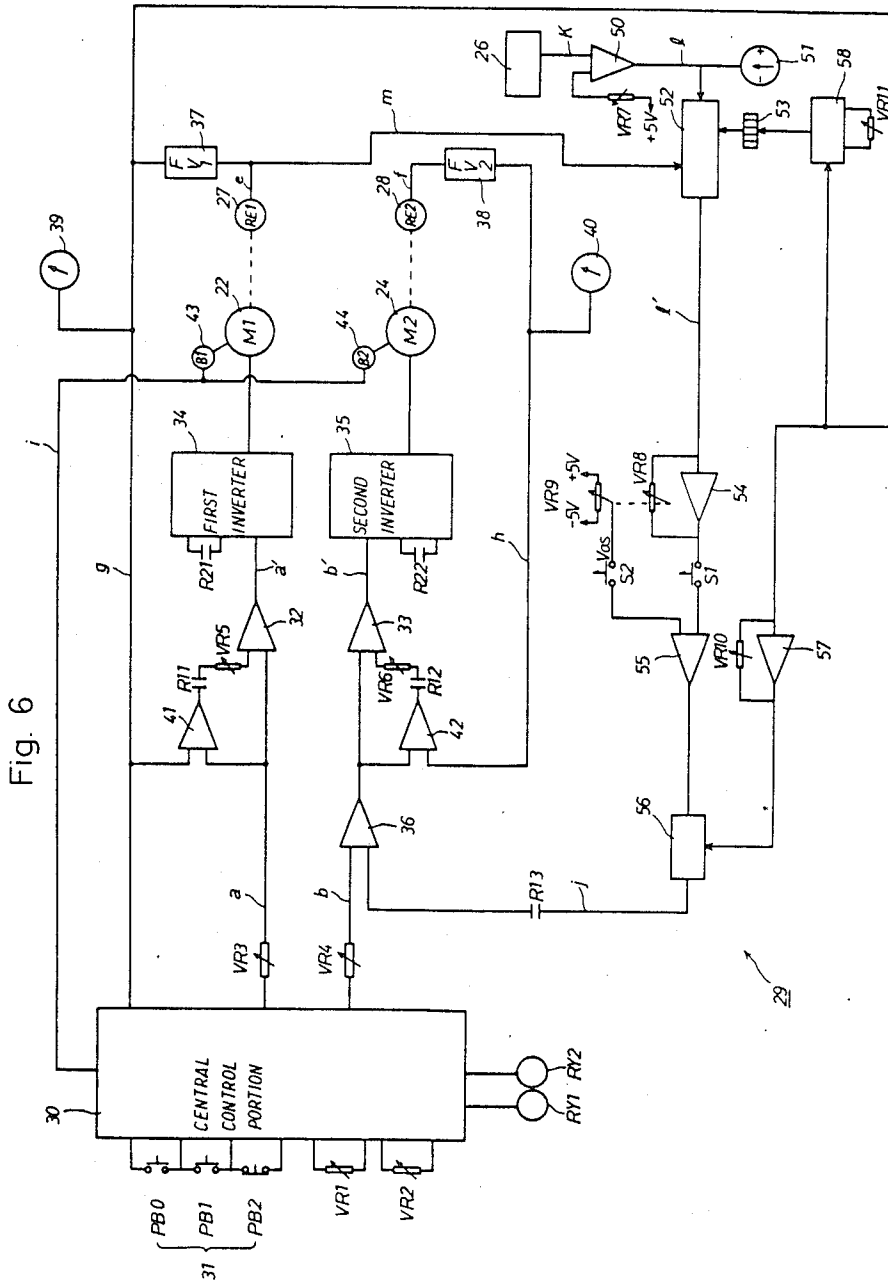 Fig. 6
39
37
F
V1
e
27
RE1
m
26
K
50
VR7
+5V
l
51
-
+
52
53
58
VR11
22
M1
43
B1
28
RE2
f
F
V2
38
24
M2
44
B2
40
i
g
34
FIRST
INVERTER
R21
a'
35
SECOND
INVERTER
R22
b'
h
l'
VR9
+5V
-5V
VR8
54
Vos
S2
S1
41
R11
VR5
32
33
VR6
R12
42
36
55
VR10
57
56
a
b
VR3
VR4
R13
j
29
30
CENTRAL
CONTROL
PORTION
RY1
RY2
PB0
PB1
PB2
31
VR1
VR2